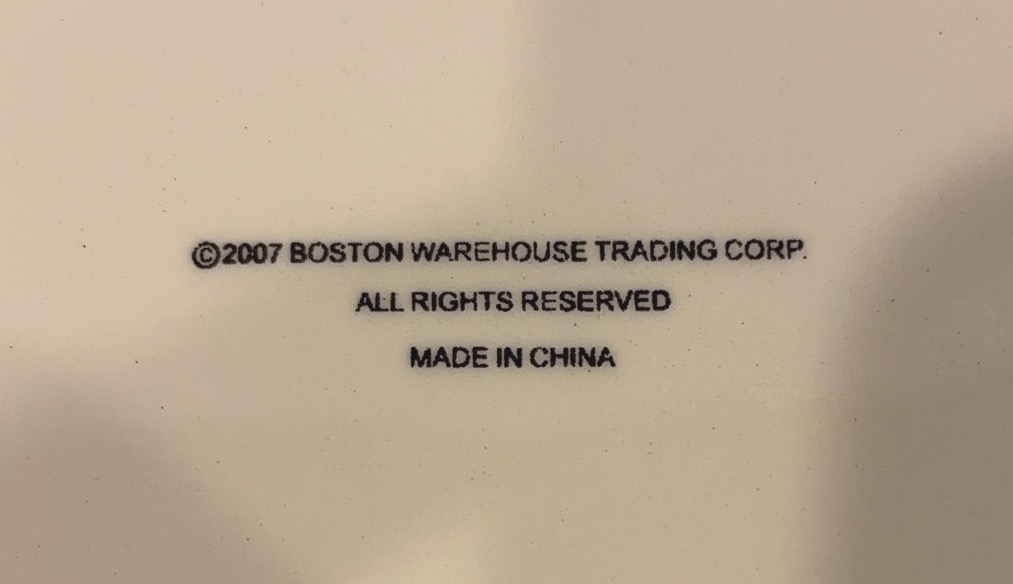 ©2007 BOSTON WAREHOUSE TRADING CORP.
ALL RIGHTS RESERVED
MADE IN CHINA